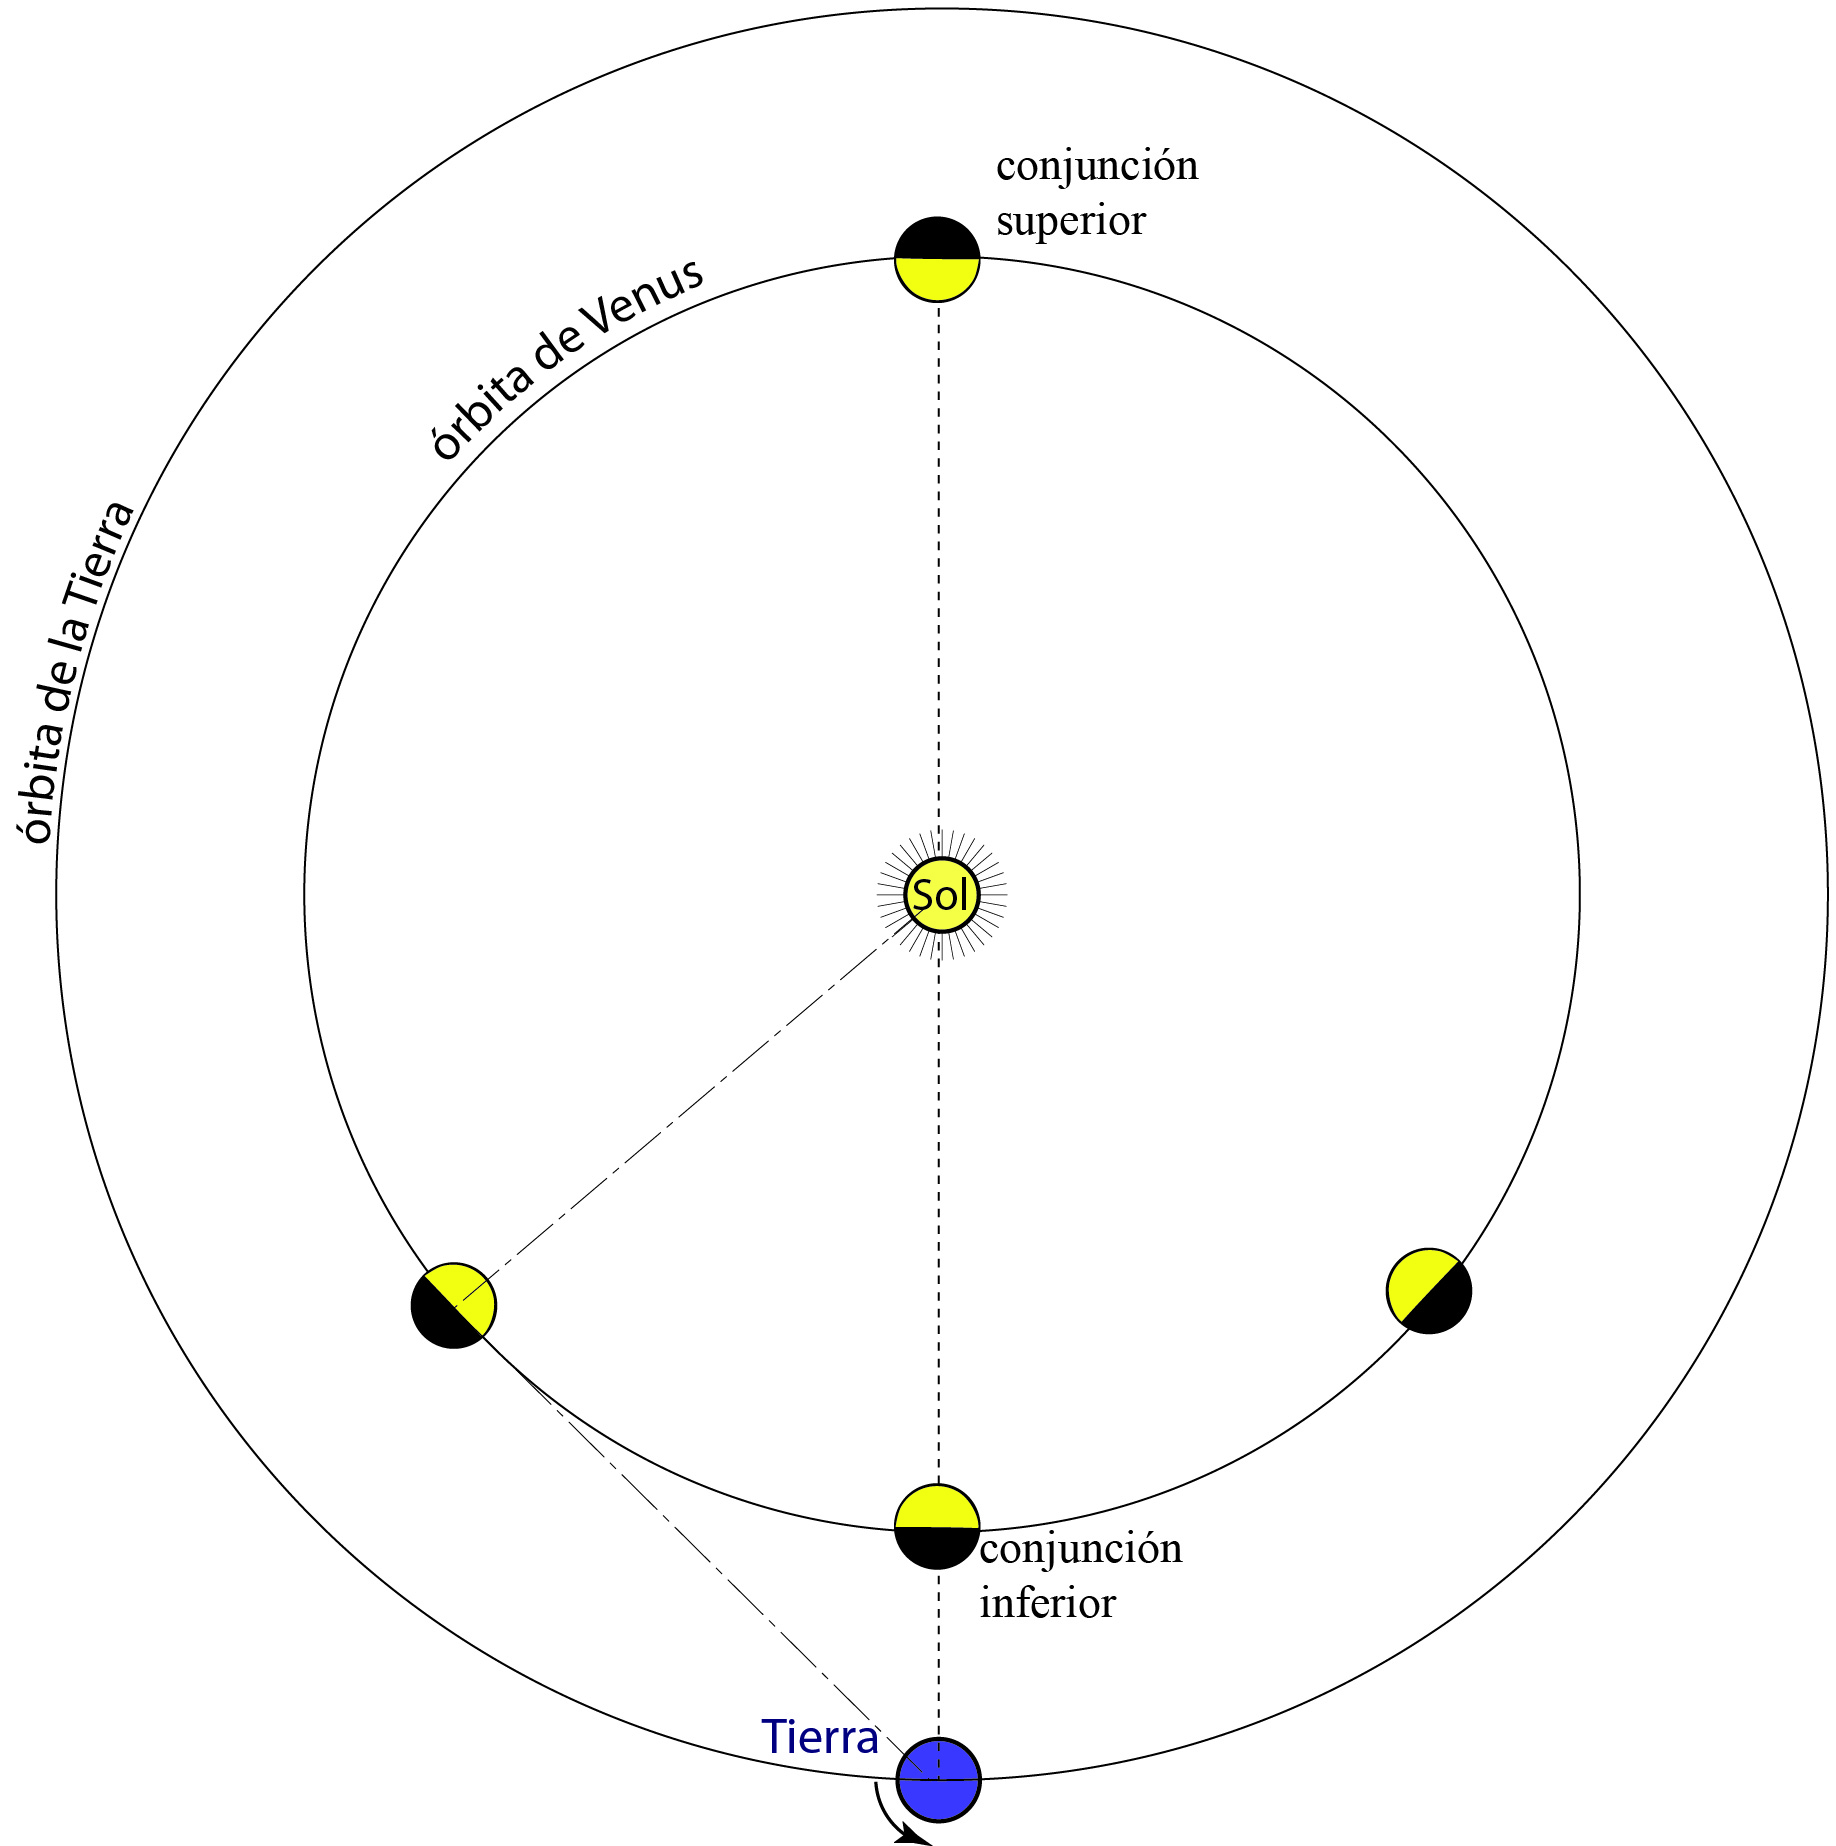 conjunción
superior
órbita de Venus
órbita de la Tierra
Sol
conjunción
inferior
Tierra